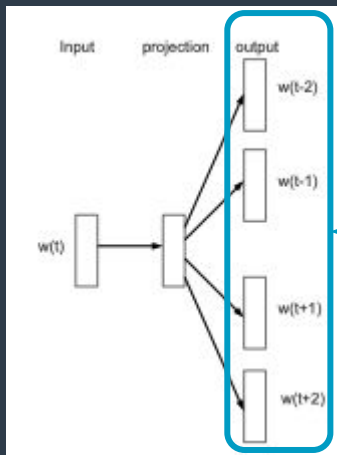 Input projection output
w(t-2)
w(t-1)
w(t)
w(t+1)
w(t+2)